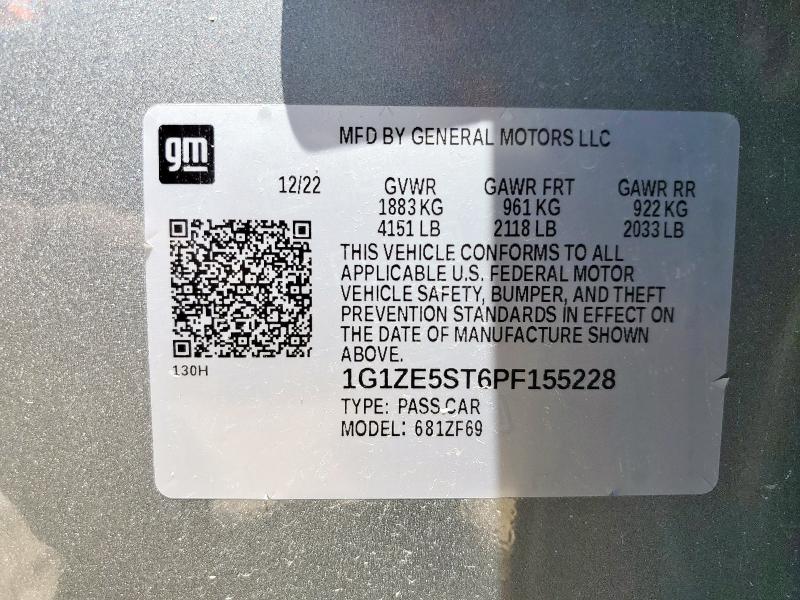 gm
MFD BY GENERAL MOTORS LLC
12/22 GVWR GAWR FRT GAWR RR
1883 KG 961 KG 922 KG
4151 LB 2118 LB 2033 LB
THIS VEHICLE CONFORMS TO ALL
APPLICABLE U.S. FEDERAL MOTOR
VEHICLE SAFETY, BUMPER, AND THEFT
PREVENTION STANDARDS IN EFFECT ON
THE DATE OF MANUFACTURE SHOWN
ABOVE.
130H
1G1ZE5ST6PF155228
TYPE: PASS CAR
MODEL: 681ZF69